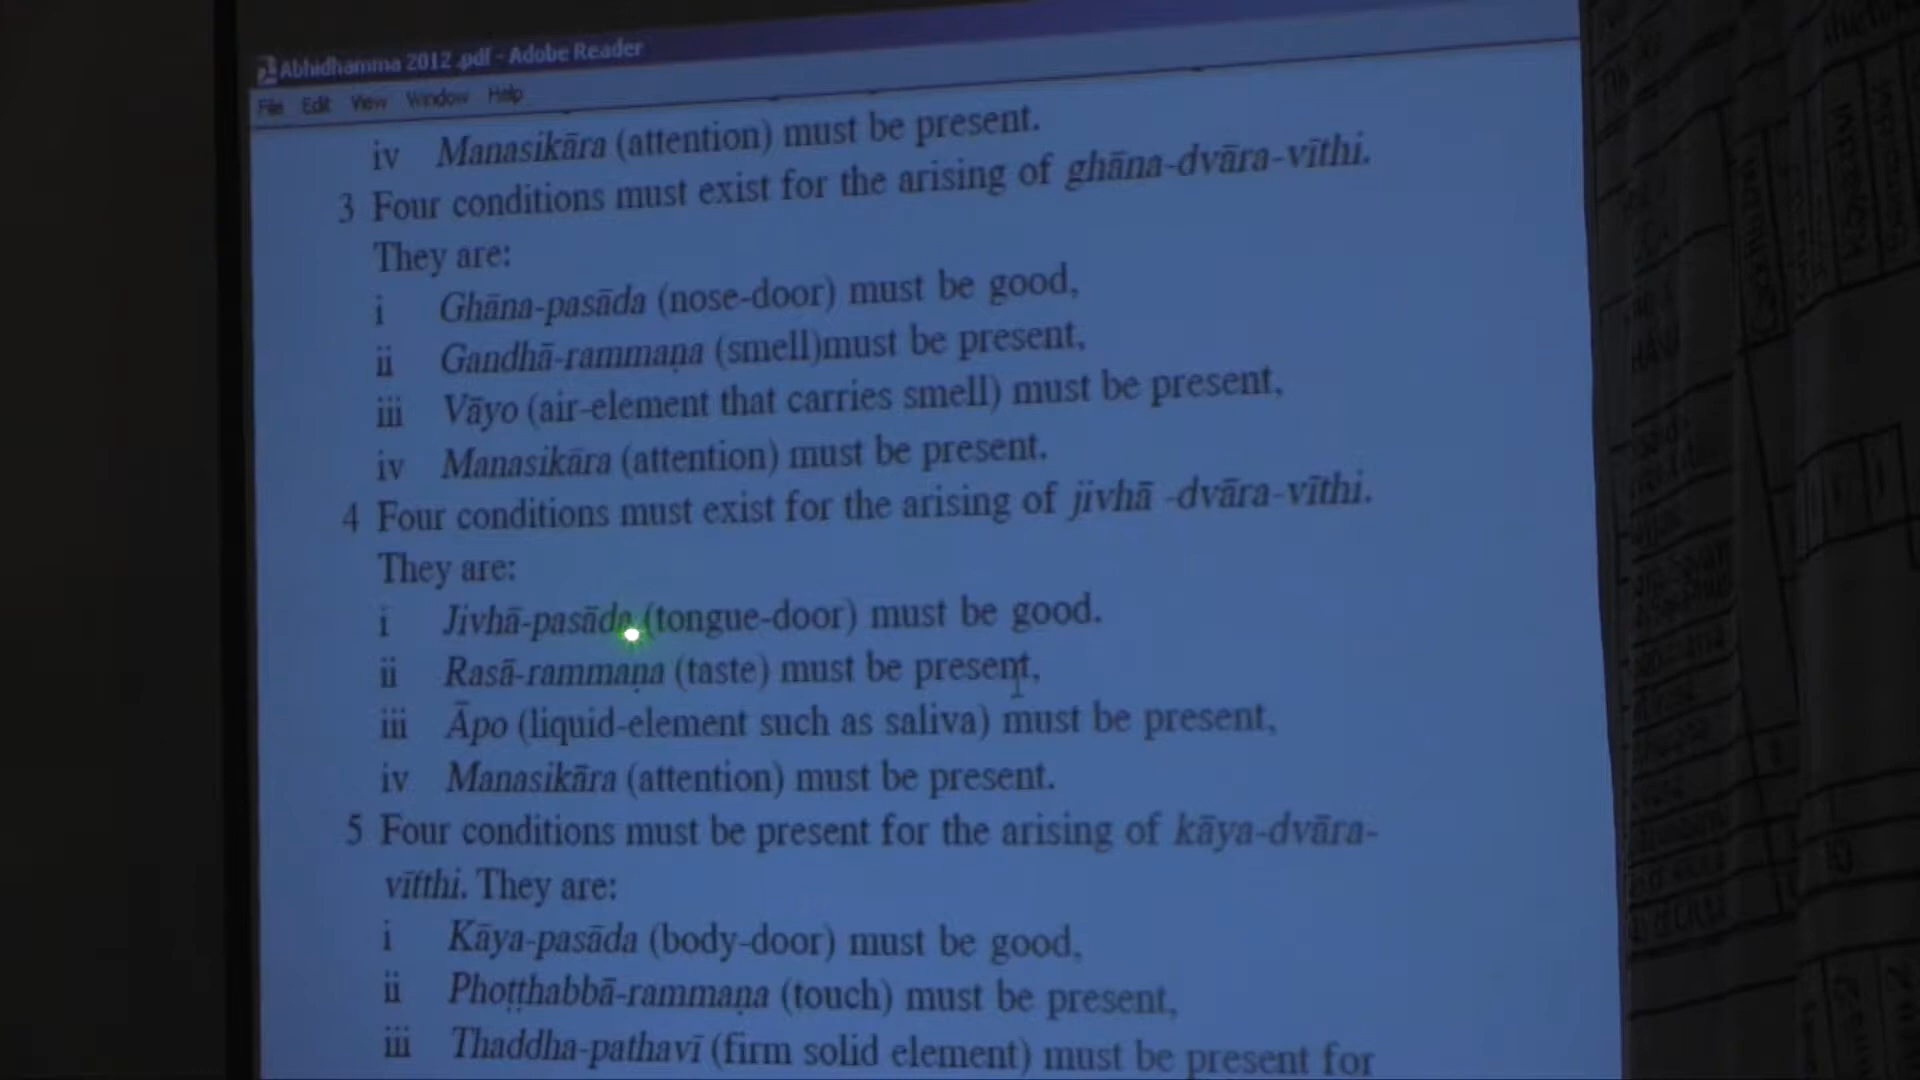 Abhidhamma 2012 .pdf - Adobe Reader
File Edit View Window Help
iv Manasikāra (attention) must be present.
3 Four conditions must exist for the arising of ghāna-dvāra-vīthi.
They are:
i Ghāna-pasāda (nose-door) must be good,
ii Gandhā-rammaṇa (smell)must be present,
iii Vāyo (air-element that carries smell) must be present,
iv Manasikāra (attention) must be present.
4 Four conditions must exist for the arising of jivhā -dvāra-vīthi.
They are:
i Jivhā-pasāda (tongue-door) must be good.
ii Rasā-rammaṇa (taste) must be present,
iii Āpo (liquid-element such as saliva) must be present,
iv Manasikāra (attention) must be present.
5 Four conditions must be present for the arising of kāya-dvāra-
vīthi. They are:
i Kāya-pasāda (body-door) must be good,
ii Phoṭṭhabbā-rammaṇa (touch) must be present,
iii Thaddha-pathavī (firm solid element) must be present for